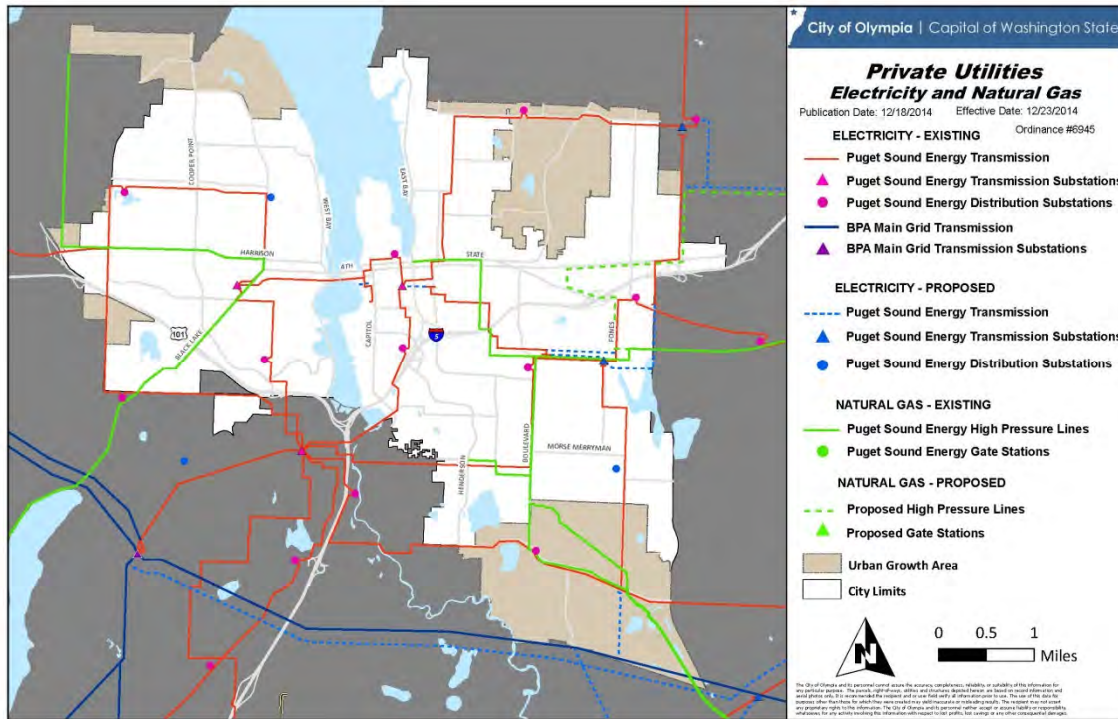 City of Olympia | Capital of Washington State
Private Utilities
Electricity and Natural Gas
Publication Date: 12/18/2014 Effective Date: 12/23/2014
Ordinance #6945
ELECTRICITY - EXISTING
Puget Sound Energy Transmission
Puget Sound Energy Transmission Substations
Puget Sound Energy Distribution Substations
BPA Main Grid Transmission
BPA Main Grid Transmission Substations
ELECTRICITY - PROPOSED
Puget Sound Energy Transmission
Puget Sound Energy Transmission Substations
Puget Sound Energy Distribution Substations
NATURAL GAS - EXISTING
Puget Sound Energy High Pressure Lines
Puget Sound Energy Gate Stations
NATURAL GAS - PROPOSED
Proposed High Pressure Lines
Proposed Gate Stations
Urban Growth Area
City Limits
N
0 0.5 1
Miles
COOPER POINT
WEST BAY
EAST BAY
HARRISON
4TH
STATE
101
BLACK LAKE
CAPITOL
5
FONES
BOULEVARD
MORSE MERRYMAN
HENDERSON